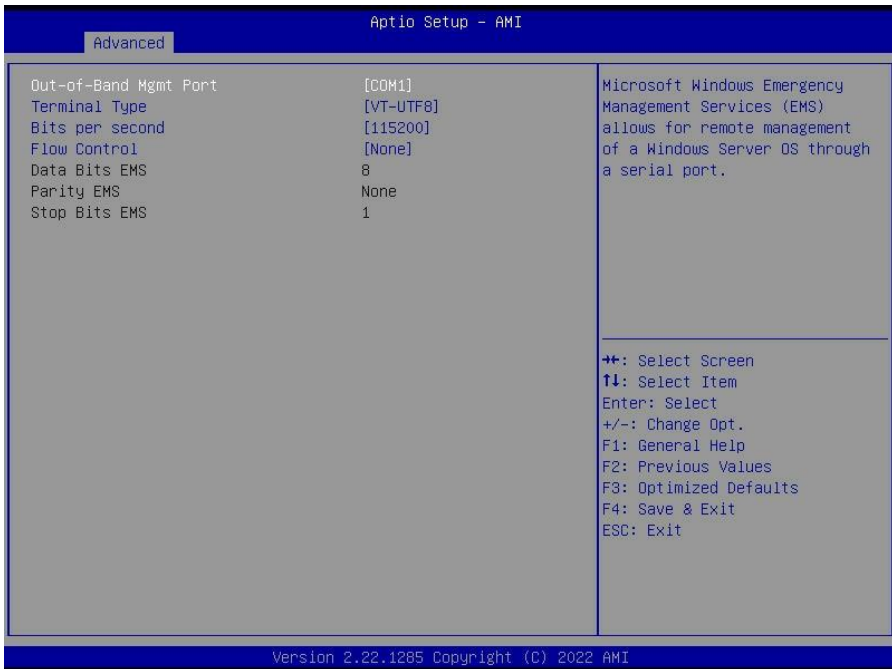 Aptio Setup - AMI
Advanced
Out-of-Band Mgmt Port [COM1]
Terminal Type [VT-UTF8]
Bits per second [115200]
Flow Control [None]
Data Bits EMS 8
Parity EMS None
Stop Bits EMS 1
Microsoft Windows Emergency
Management Services (EMS)
allows for remote management
of a Windows Server OS through
a serial port.
→←: Select Screen
↑↓: Select Item
Enter: Select
+/-: Change Opt.
F1: General Help
F2: Previous Values
F3: Optimized Defaults
F4: Save & Exit
ESC: Exit
Version 2.22.1285 Copyright (C) 2022 AMI